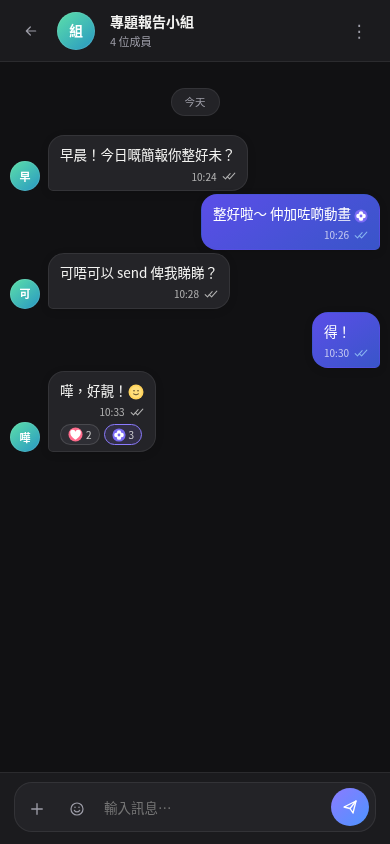 組
專題報告小組
4 位成員
今天
早晨！今日嘅簡報你整好未？
10:24
早
整好啦～ 仲加咗啲動畫
10:26
可唔可以 send 俾我睇睇？
10:28
可
得！
10:30
嘩，好靚！
10:33
2
3
嘩
輸入訊息⋯